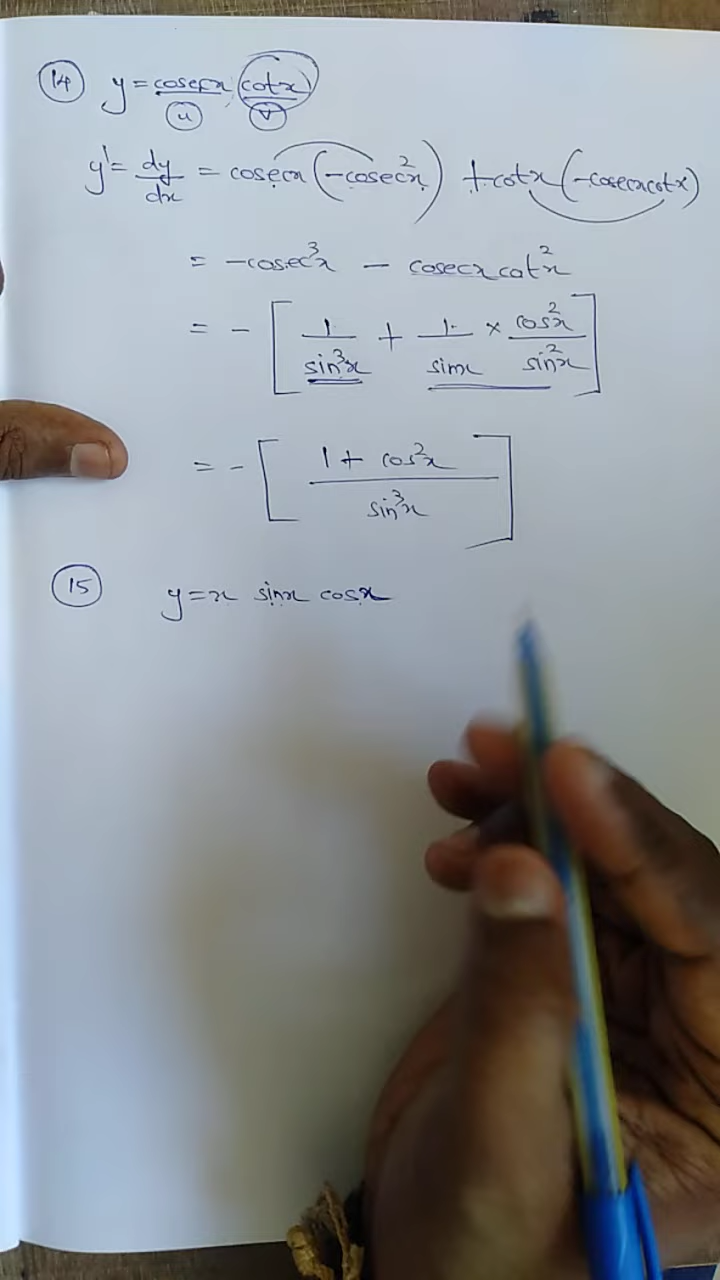 14 y = cosecx cotx
u v
y' = dy/dx = cosecx (-cosec²x) + cotx (-cosecxcotx)
= -cosec³x - cosecx cot²x
= - [ 1/sin³x + 1/sinx × cos²x/sin²x ]
= - [ 1 + cos²x / sin³x ]
15 y = x sinx cosx